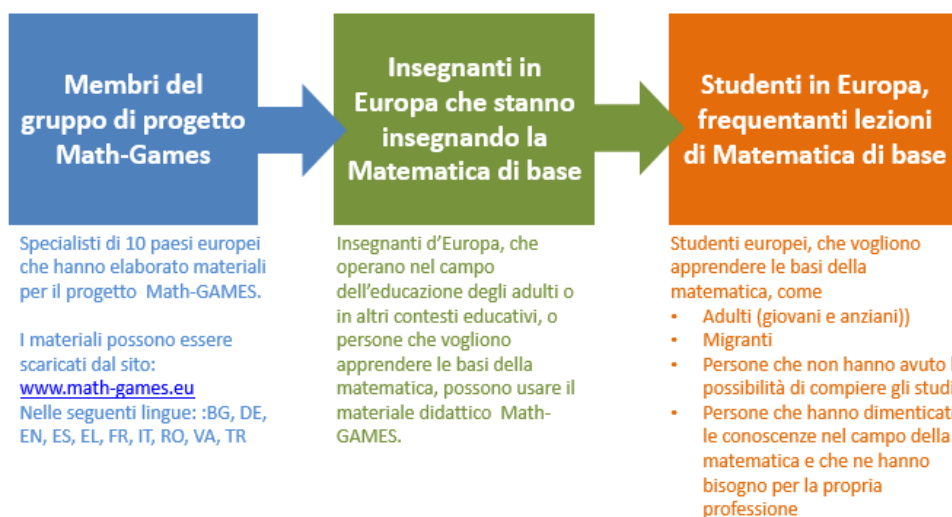 Membri del
gruppo di progetto
Math-Games
Specialisti di 10 paesi europei
che hanno elaborato materiali
per il progetto Math-GAMES.
I materiali possono essere
scaricati dal sito:
www.math-games.eu
Nelle seguenti lingue: :BG, DE,
EN, ES, EL, FR, IT, RO, VA, TR
Insegnanti in
Europa che stanno
insegnando la
Matematica di base
Insegnanti d'Europa, che
operano nel campo
dell'educazione degli adulti o
in altri contesti educativi, o
persone che vogliono
apprendere le basi della
matematica, possono usare il
materiale didattico Math-
GAMES.
Studenti in Europa,
frequentanti lezioni
di Matematica di base
Studenti europei, che vogliono
apprendere le basi della
matematica, come
• Adulti (giovani e anziani))
• Migranti
• Persone che non hanno avuto
possibilità di compiere gli studi
• Persone che hanno dimenticat
le conoscenze nel campo della
matematica e che ne hanno
bisogno per la propria
professione